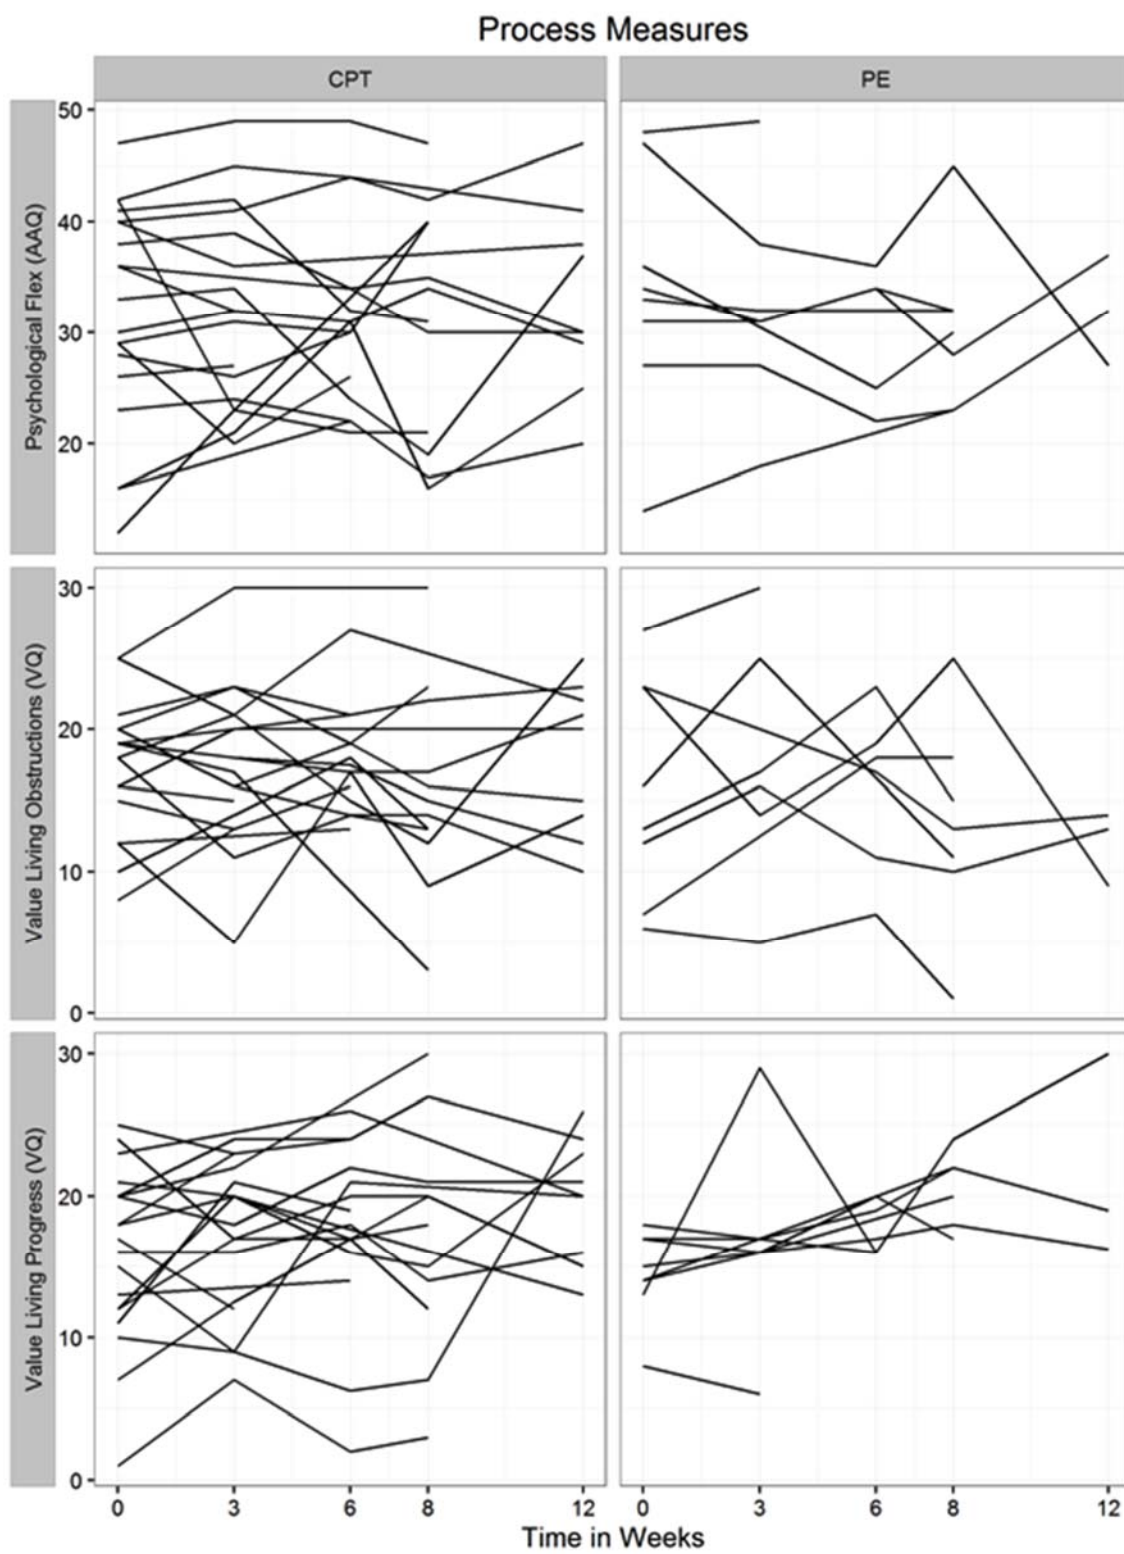 Process Measures
CPT PE
Psychological Flex (AAQ)
50
40
30
20
Value Living Obstructions (VQ)
30
20
10
0
Value Living Progress (VQ)
30
20
10
0
0 3 6 8 12 0 3 6 8 12
Time in Weeks